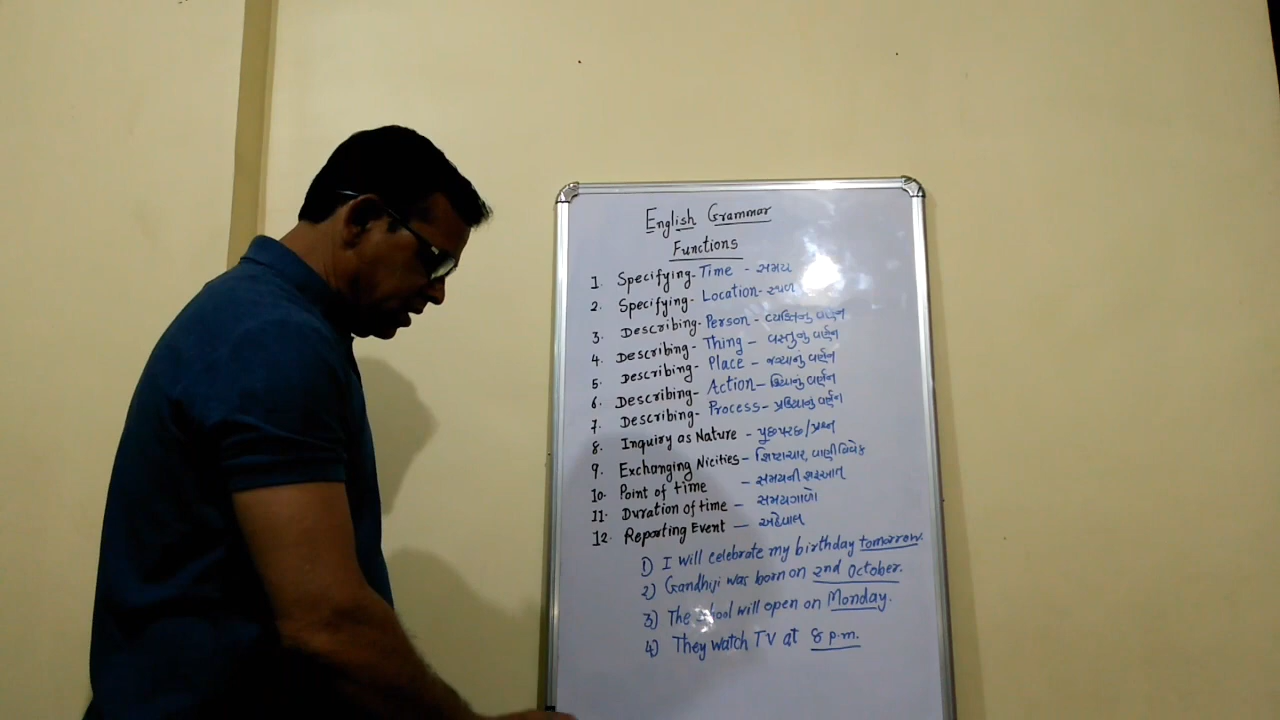 English Grammar
Functions
1. Specifying- Time - સમય
2. Specifying- Location- સ્થળ
3. Describing- Person - વ્યક્તિનું વર્ણન
4. Describing- Thing - વસ્તુનું વર્ણન
5. Describing- Place - જગ્યાનું વર્ણન
6. Describing- Action- ક્રિયાનું વર્ણન
7. Describing- Process- પ્રક્રિયાનું વર્ણન
8. Inquiry as Nature - પૂછપરછ/પ્રશ્ન
9. Exchanging Nicities- શિષ્ટાચાર, વાણીવિવેક
10. Point of time - સમયની શરૂઆત
11. Duration of time - સમયગાળો
12. Reporting Event - અહેવાલ
1) I will celebrate my birthday tomorrow.
2) Gandhiji was born on 2nd October.
3) The school will open on Monday.
4) They watch TV at 8 p.m.